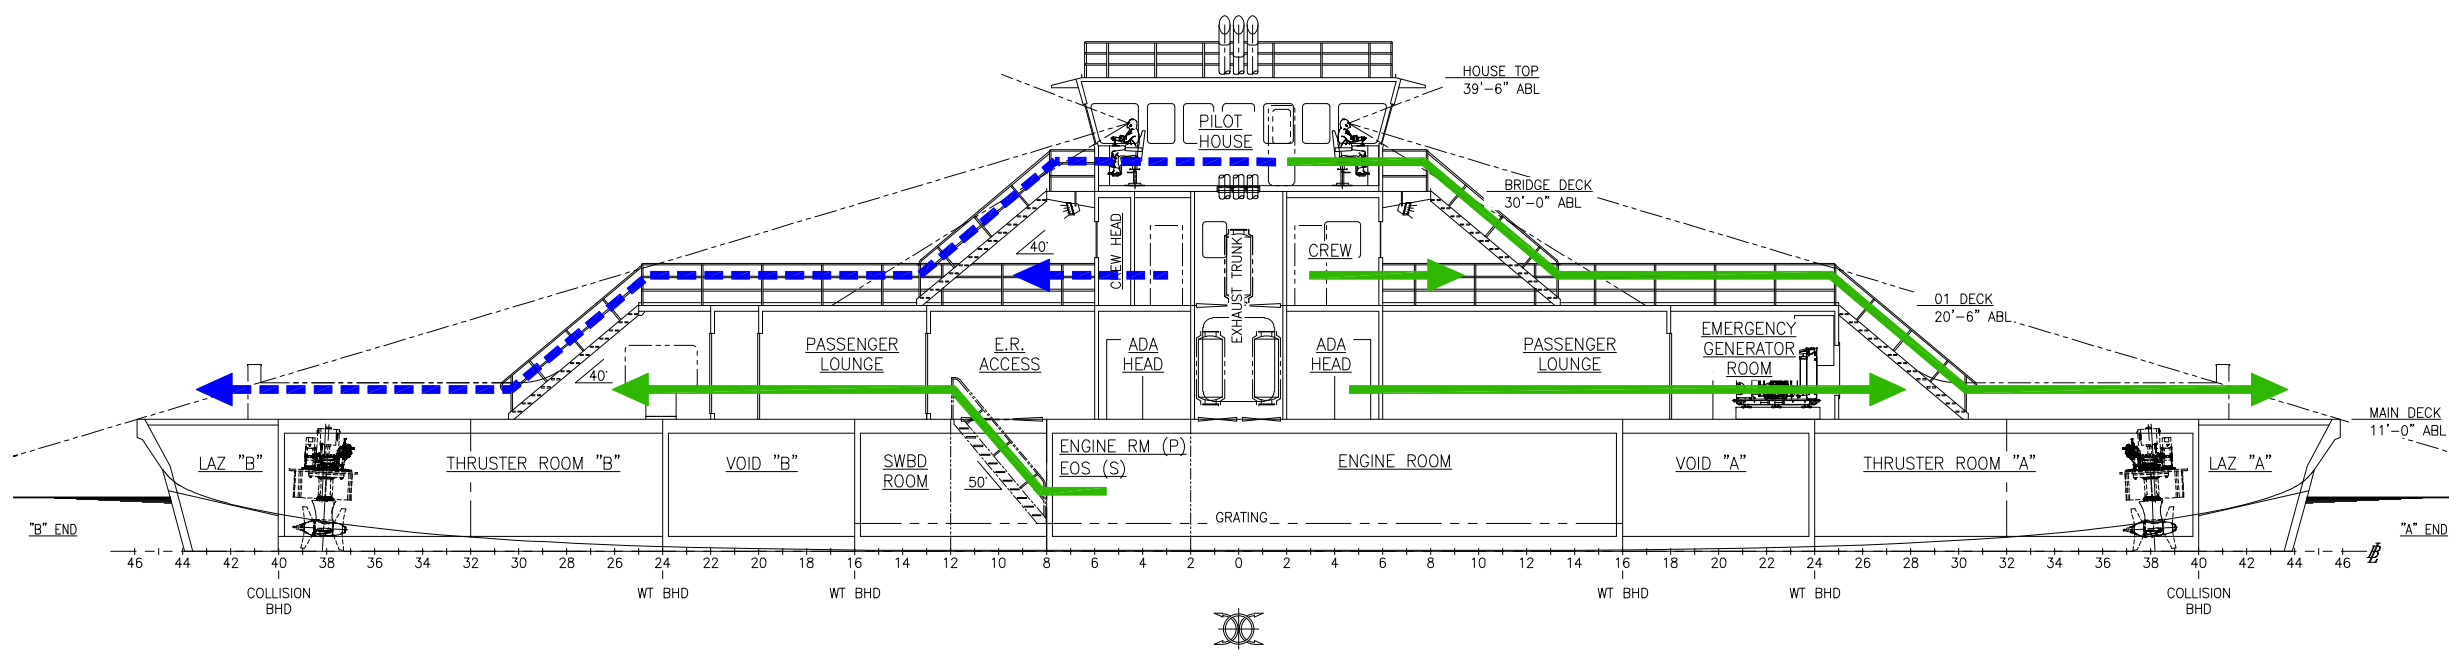 HOUSE TOP
39'-6" ABL
PILOT
HOUSE
BRIDGE DECK
30'-0" ABL
CREW HEAD
40°
EXHAUST TRUNK
CREW
01 DECK
20'-6" ABL
PASSENGER
LOUNGE
E.R.
ACCESS
ADA
HEAD
ADA
HEAD
PASSENGER
LOUNGE
EMERGENCY
GENERATOR
ROOM
40°
MAIN DECK
11'-0" ABL
LAZ "B"
THRUSTER ROOM "B"
VOID "B"
SWBD
ROOM
50°
ENGINE RM (P)
EOS (S)
ENGINE ROOM
VOID "A"
THRUSTER ROOM "A"
LAZ "A"
GRATING
"B" END
"A" END
46 44 42 40 38 36 34 32 30 28 26 24 22 20 18 16 14 12 10 8 6 4 2 0 2 4 6 8 10 12 14 16 18 20 22 24 26 28 30 32 34 36 38 40 42 44 46
COLLISION
BHD
WT BHD
WT BHD
WT BHD
WT BHD
COLLISION
BHD